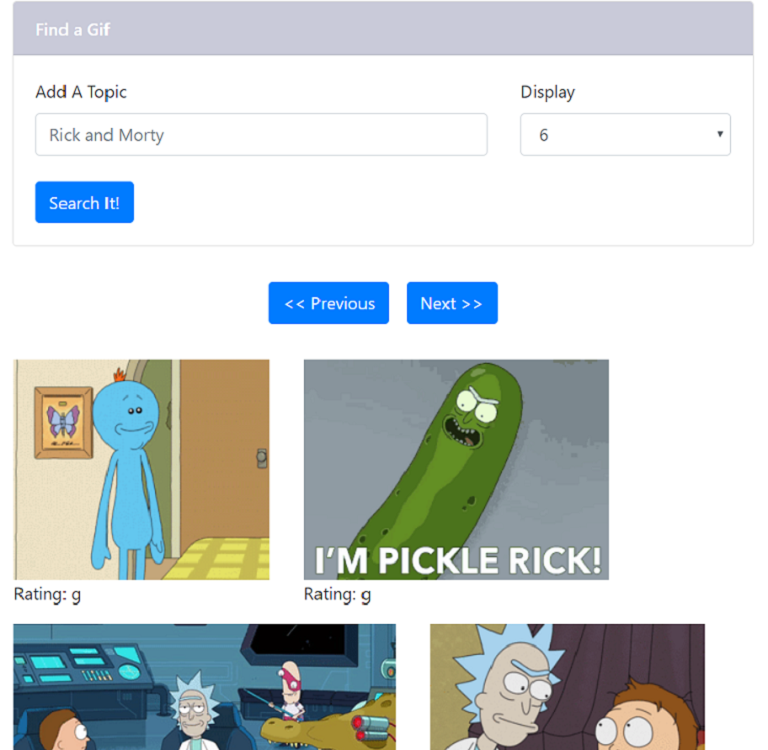 Find a Gif
Add A Topic
Display
Rick and Morty
6
Search It!
<< Previous
Next >>
I'M PICKLE RICK!
Rating: g
Rating: g